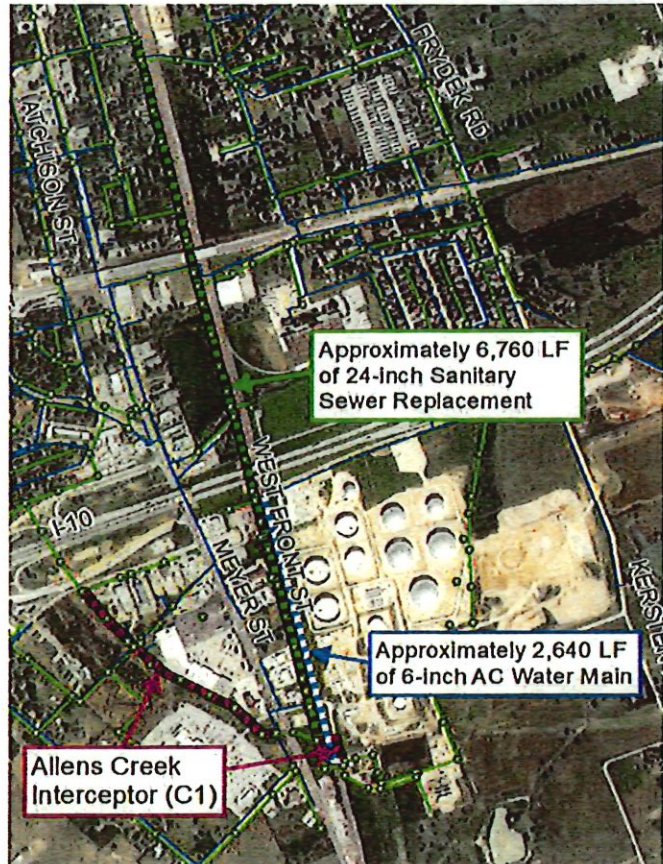 FRYDEK RD
ATCHISON ST
Approximately 6,760 LF
of 24-inch Sanitary
Sewer Replacement
WEST FRONT ST
I-10
MEYER ST
Approximately 2,640 LF
of 6-inch AC Water Main
Allens Creek
Interceptor (C1)